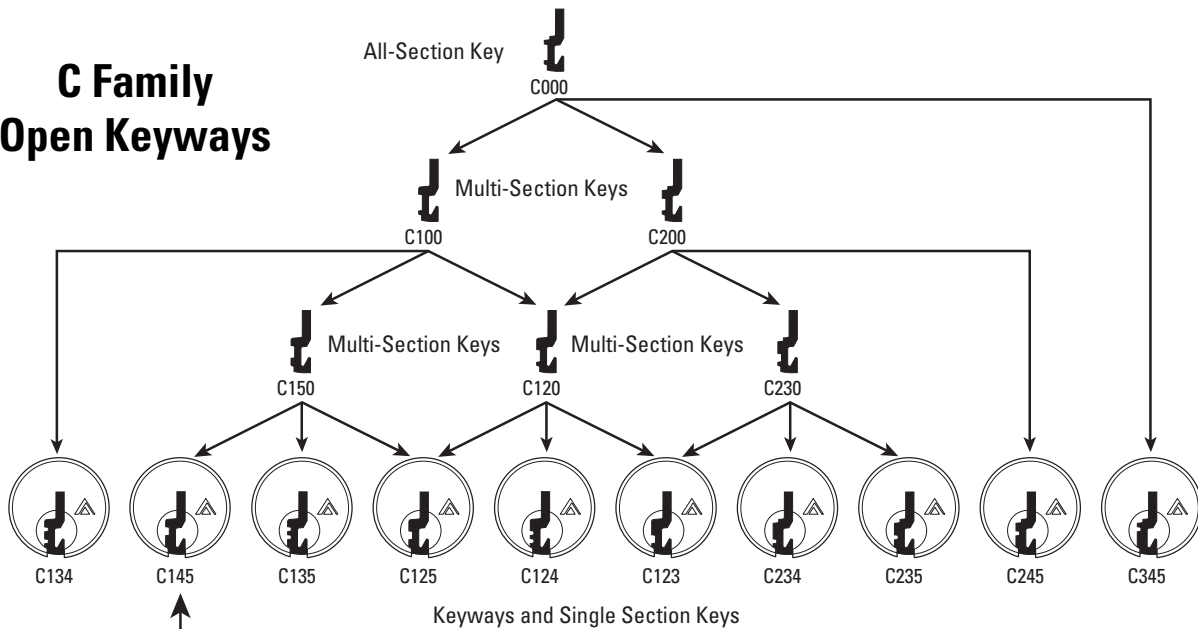 C Family
Open Keyways
All-Section Key
C000
Multi-Section Keys
C100
C200
Multi-Section Keys
Multi-Section Keys
C150
C120
C230
C134
C145
C135
C125
C124
C123
C234
C235
C245
C345
Keyways and Single Section Keys